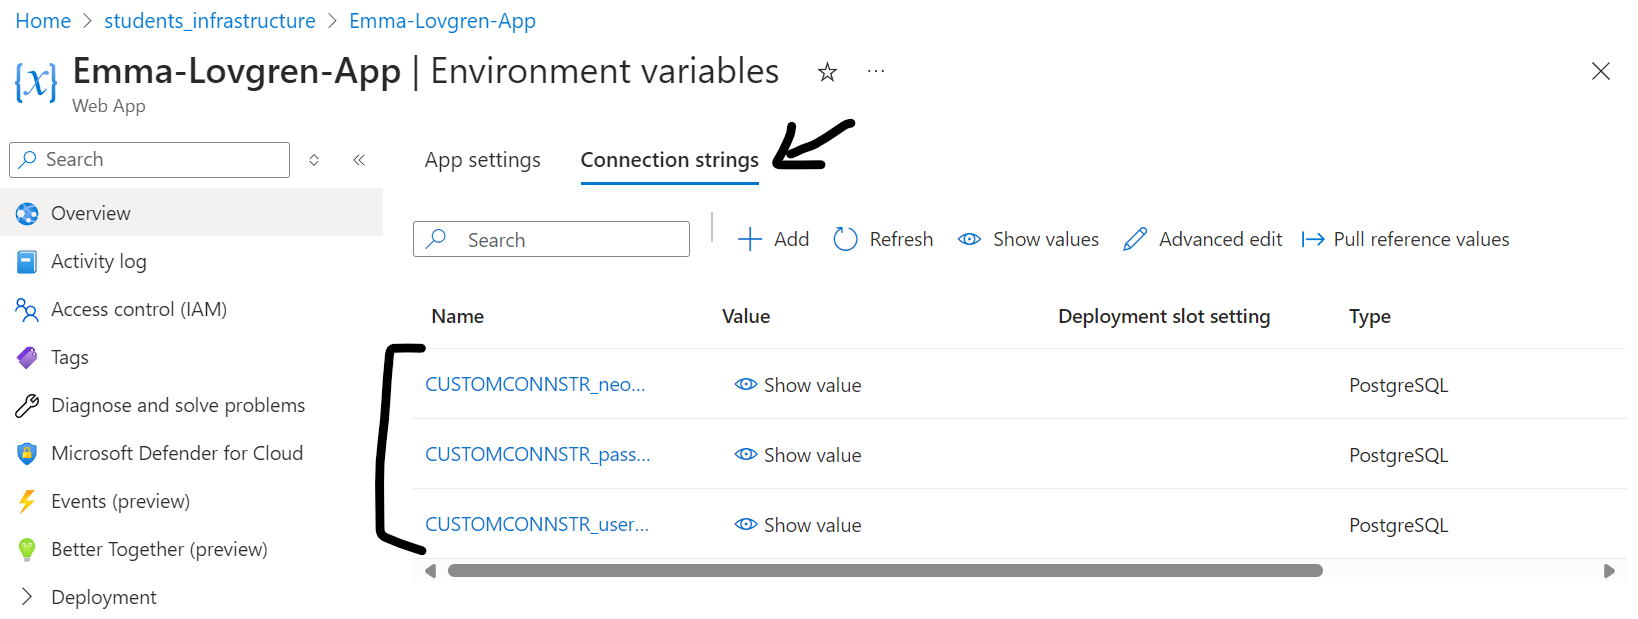 Home > students_infrastructure > Emma-Lovgren-App
Emma-Lovgren-App | Environment variables
Web App
Search
Overview
Activity log
Access control (IAM)
Tags
Diagnose and solve problems
Microsoft Defender for Cloud
Events (preview)
Better Together (preview)
Deployment
App settings Connection strings
Search Add Refresh Show values Advanced edit Pull reference values
Name Value Deployment slot setting Type
CUSTOMCONNSTR_neo... Show value PostgreSQL
CUSTOMCONNSTR_pass... Show value PostgreSQL
CUSTOMCONNSTR_user... Show value PostgreSQL